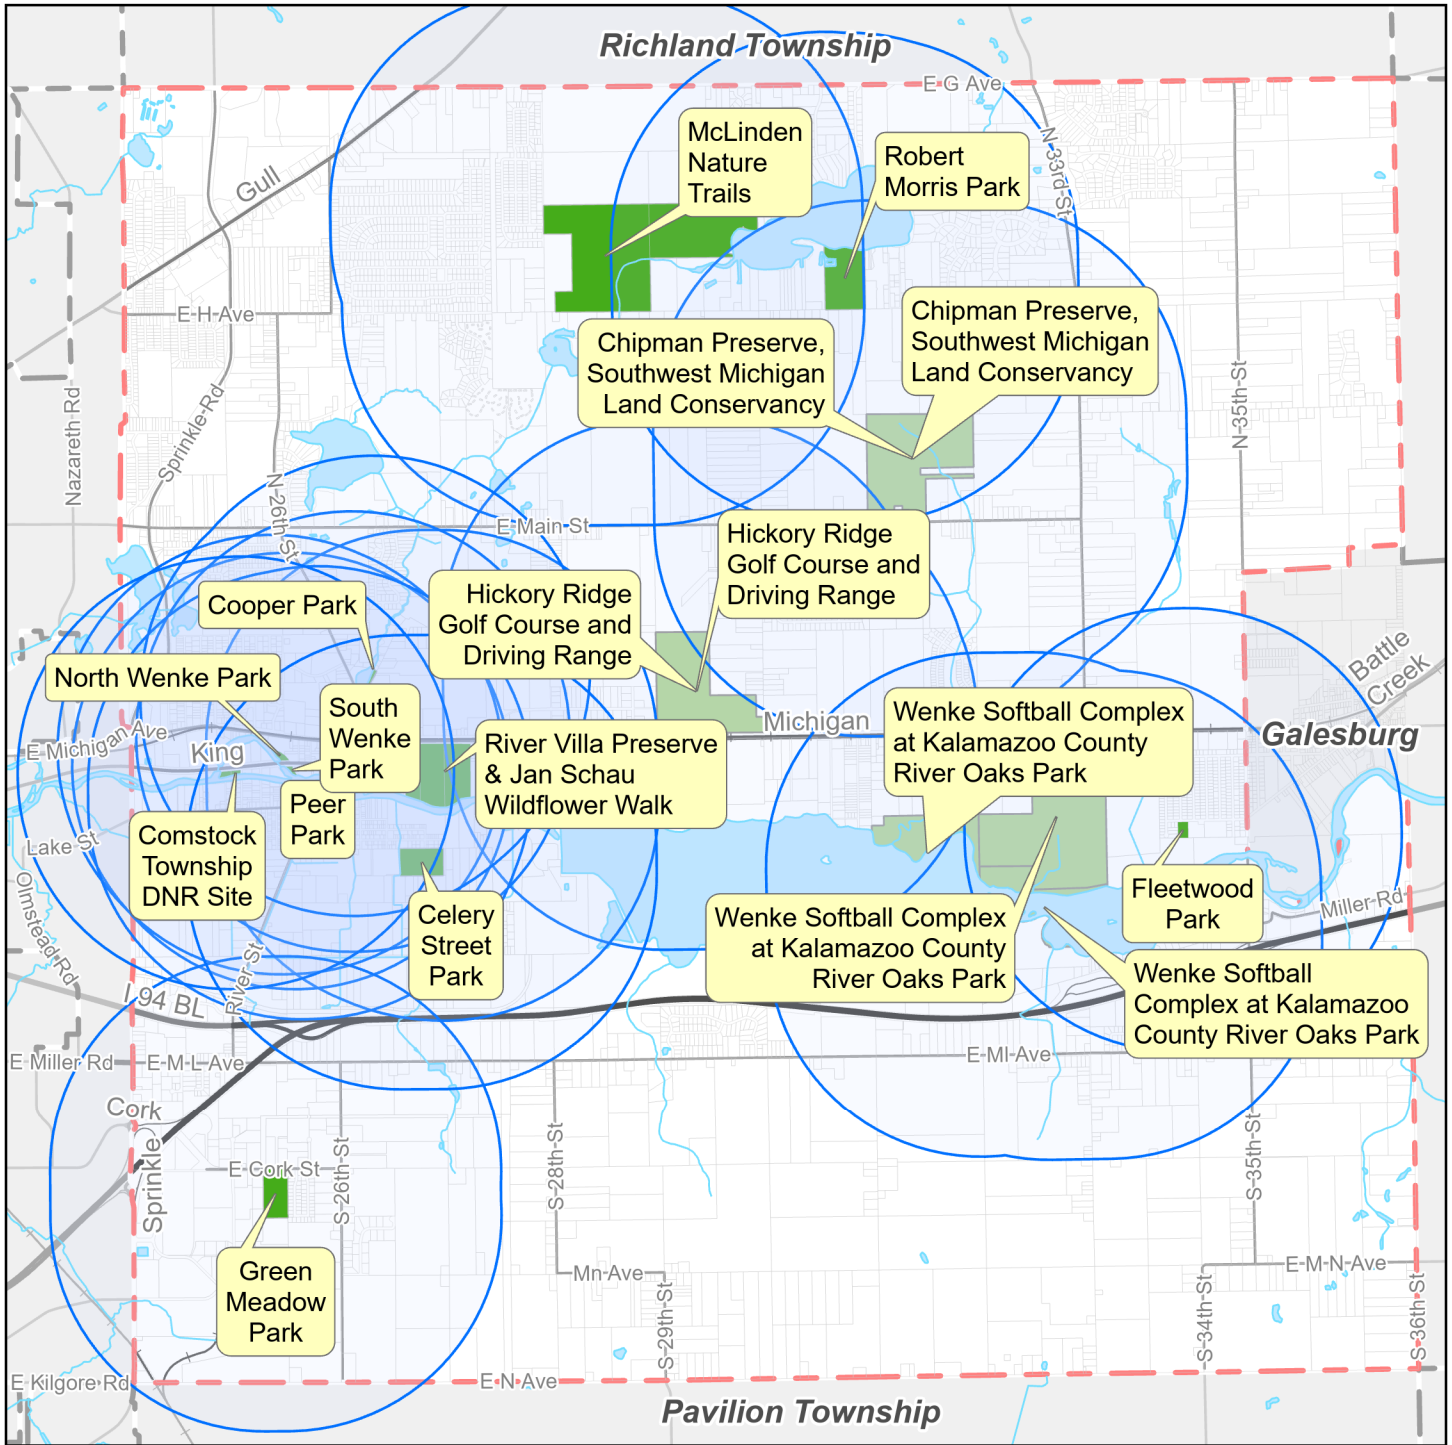 Richland Township
E G Ave
McLinden
Nature
Trails
Robert
Morris Park
N 33rd St
Gull
E H Ave
Chipman Preserve,
Southwest Michigan
Land Conservancy
Chipman Preserve,
Southwest Michigan
Land Conservancy
Nazareth Rd
Sprinkle Rd
N 35th St
N 26th St
E Main St
Hickory Ridge
Golf Course and
Driving Range
Cooper Park
Hickory Ridge
Golf Course and
Driving Range
North Wenke Park
South
Wenke
Park
Battle
Creek
Michigan
Wenke Softball Complex
at Kalamazoo County
River Oaks Park
Galesburg
E Michigan Ave
King
River Villa Preserve
& Jan Schau
Wildflower Walk
Peer
Park
Lake St
Comstock
Township
DNR Site
Olmstead Rd
Celery
Street
Park
Fleetwood
Park
Miller Rd
Wenke Softball Complex
at Kalamazoo County
River Oaks Park
Wenke Softball
Complex at Kalamazoo
County River Oaks Park
I 94 BL
River St
E Miller Rd
E M L Ave
E MI Ave
Cork
Sprinkle
E Cork St
S 26th St
S 28th St
S 35th St
Green
Meadow
Park
Mn Ave
E M N Ave
S 29th St
S 34th St
S 36th St
E Kilgore Rd
E N Ave
Pavilion Township